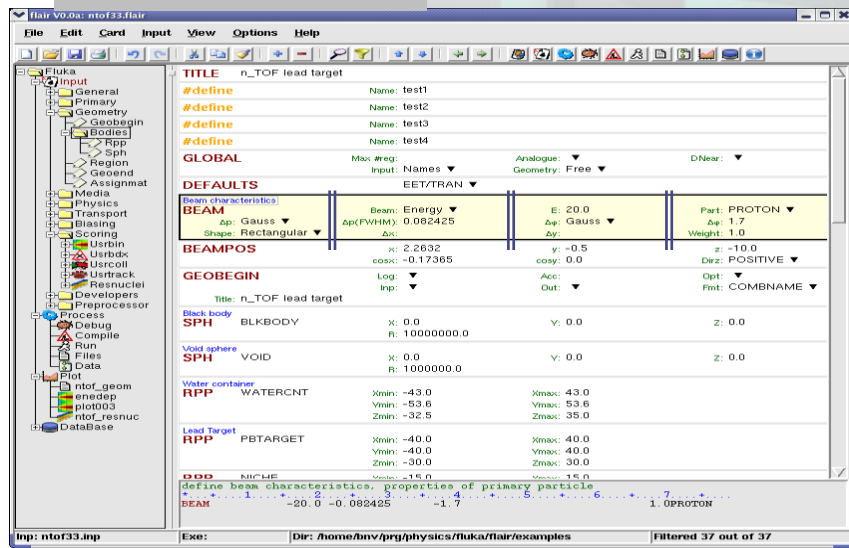 flair V0.0a: ntof33.flair
File Edit Card Input View Options Help
Fluka
Input
General
Primary
Geometry
Geobegin
Bodies
Rpp
Sph
Region
Geoend
Assignmat
Media
Physics
Transport
Biasing
Scoring
Usrbin
Usrbdx
Usrcoll
Usrtrack
Resnuclei
Developers
Preprocessor
Process
Debug
Compile
Run
Files
Data
Plot
ntof_geom
enedep
plot003
ntof_resnuc
DataBase
TITLE n_TOF lead target
#define Name: test1
#define Name: test2
#define Name: test3
#define Name: test4
GLOBAL Max #reg: Analogue: ▼ DNear: ▼
Input: Names ▼ Geometry: Free ▼
DEFAULTS EET/TRAN ▼
Beam characteristics
BEAM Beam: Energy ▼ E: 20.0 Part: PROTON ▼
Δp: Gauss ▼ Δp(FWHM): 0.082425 Δφ: Gauss ▼ Δφ: 1.7
Shape: Rectangular ▼ Δx: Δy: Weight: 1.0
BEAMPOS x: 2.2632 y: -0.5 z: -10.0
cosx: -0.17365 cosy: 0.0 Dirz: POSITIVE ▼
GEOBEGIN Log: ▼ Acc: Opt: ▼
Inp: ▼ Out: ▼ Fmt: COMBNAME ▼
Title: n_TOF lead target
Black body
SPH BLKBODY X: 0.0 Y: 0.0 Z: 0.0
R: 10000000.0
Void sphere
SPH VOID X: 0.0 Y: 0.0 Z: 0.0
R: 1000000.0
Water container
RPP WATERCNT Xmin: -43.0 Xmax: 43.0
Ymin: -53.6 Ymax: 53.6
Zmin: -32.5 Zmax: 35.0
Lead Target
RPP PBTARGET Xmin: -40.0 Xmax: 40.0
Ymin: -40.0 Ymax: 40.0
Zmin: -30.0 Zmax: 30.0
RPP NICHE Xmin: -15.0 Xmax: 15.0
define beam characteristics, properties of primary particle
*...+....1....+....2....+....3....+....4....+....5....+....6....+....7....+....
BEAM -20.0 -0.082425 -1.7 1.0PROTON
Inp: ntof33.inp Exe: Dir: /home/bnv/prg/physics/fluka/flair/examples Filtered 37 out of 37